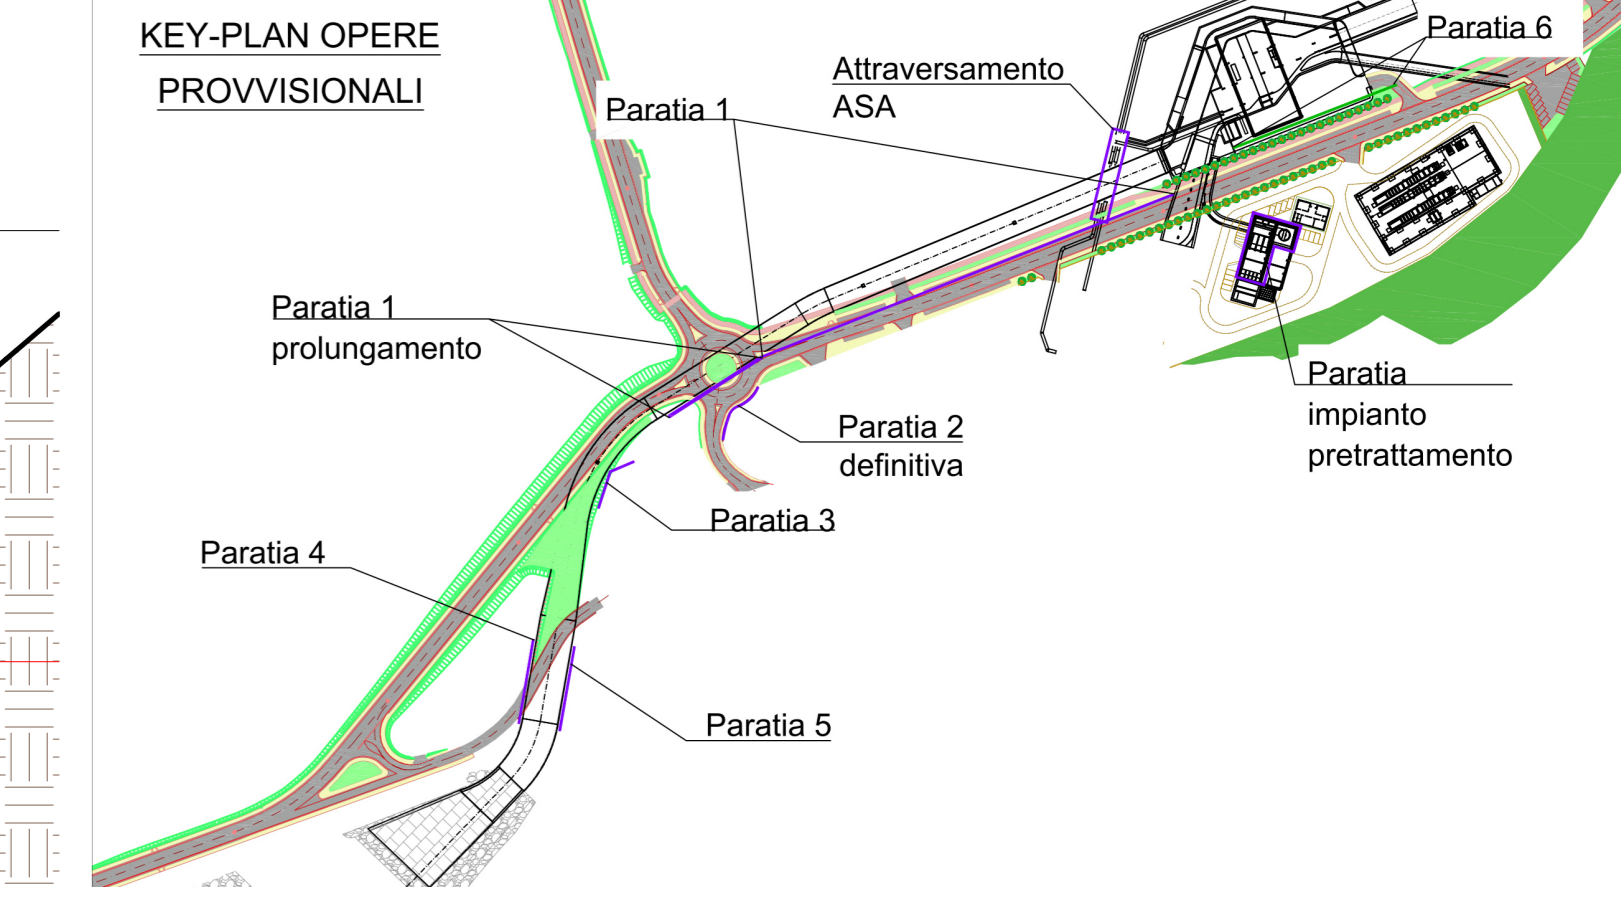 KEY-PLAN OPERE
PROVVISIONALI
Paratia 6
Attraversamento
ASA
Paratia 1
Paratia 1
prolungamento
Paratia
impianto
pretrattamento
Paratia 2
definitiva
Paratia 3
Paratia 4
Paratia 5